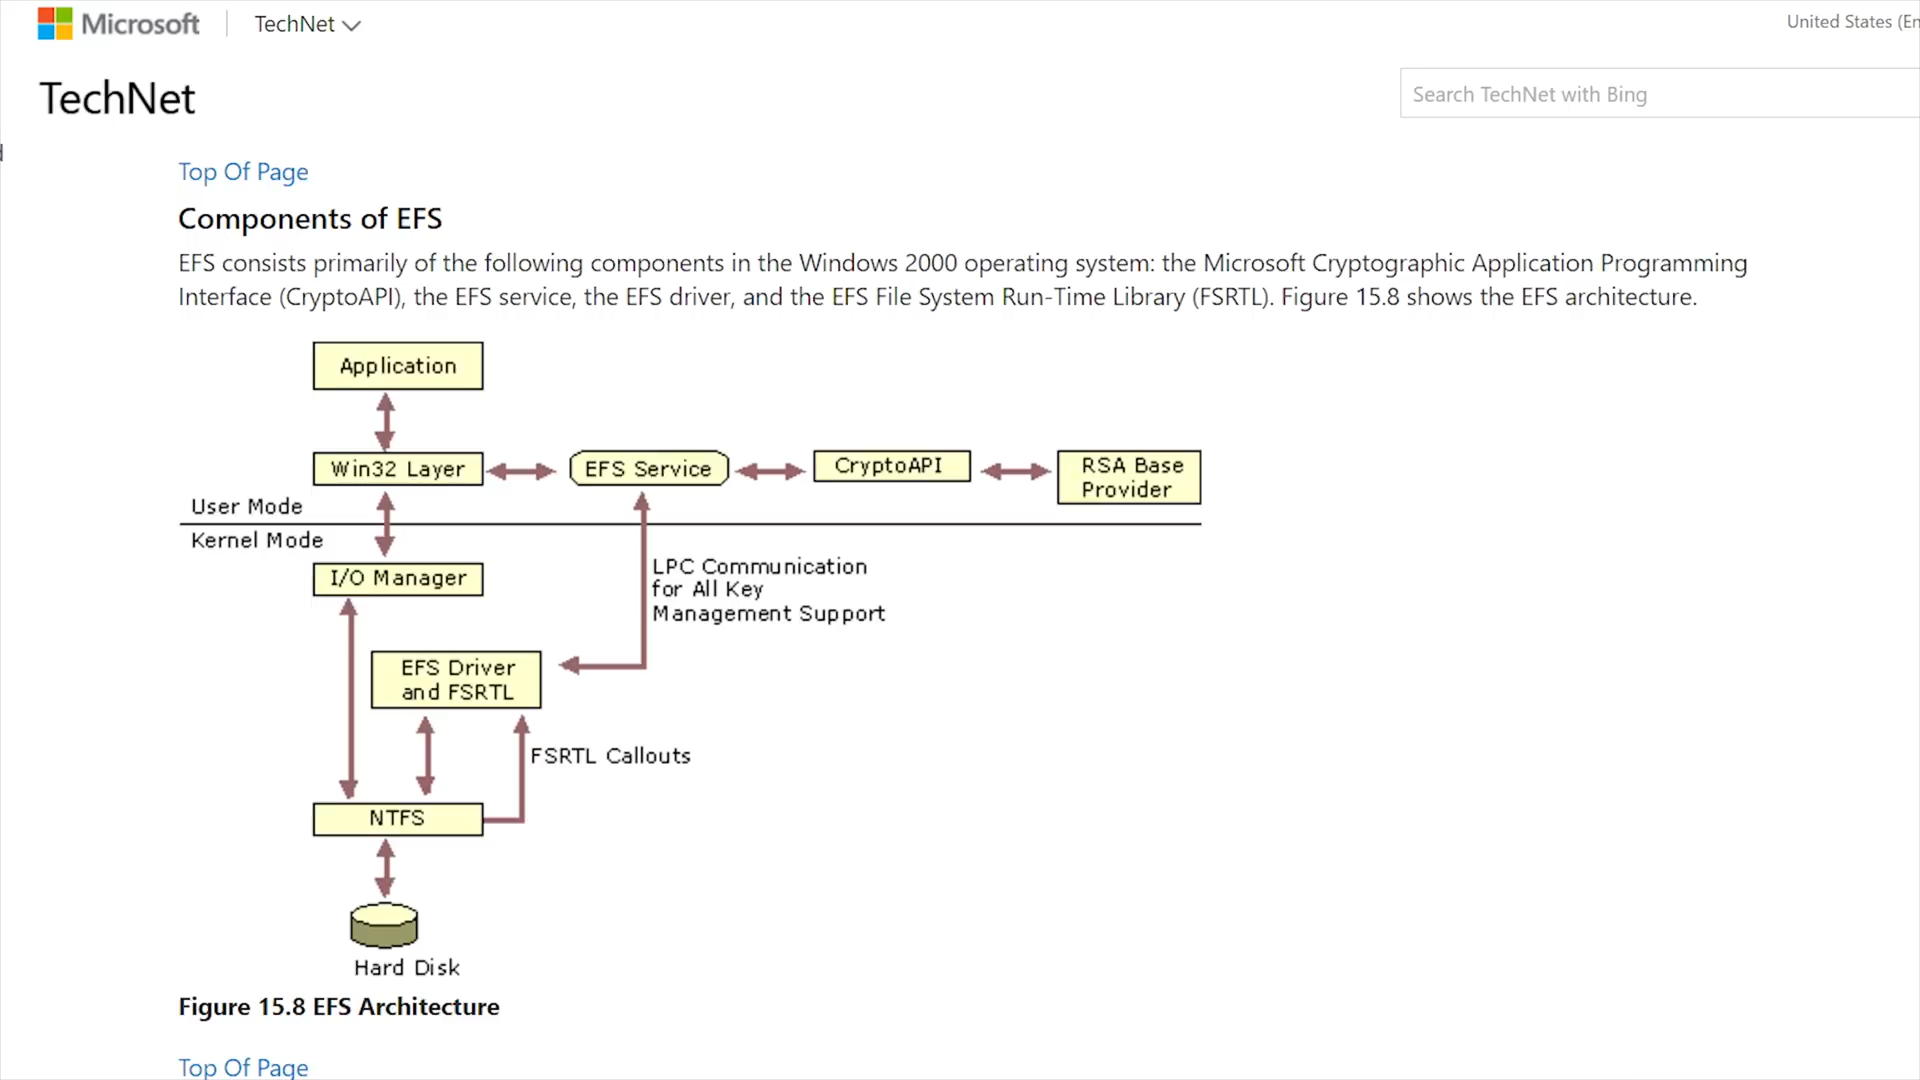 Microsoft
TechNet
United States (En
TechNet
Search TechNet with Bing
Top Of Page
Components of EFS
EFS consists primarily of the following components in the Windows 2000 operating system: the Microsoft Cryptographic Application Programming
Interface (CryptoAPI), the EFS service, the EFS driver, and the EFS File System Run-Time Library (FSRTL). Figure 15.8 shows the EFS architecture.
Application
Win32 Layer
EFS Service
CryptoAPI
RSA Base
Provider
User Mode
Kernel Mode
I/O Manager
LPC Communication
for All Key
Management Support
EFS Driver
and FSRTL
FSRTL Callouts
NTFS
Hard Disk
Figure 15.8 EFS Architecture
Top Of Page